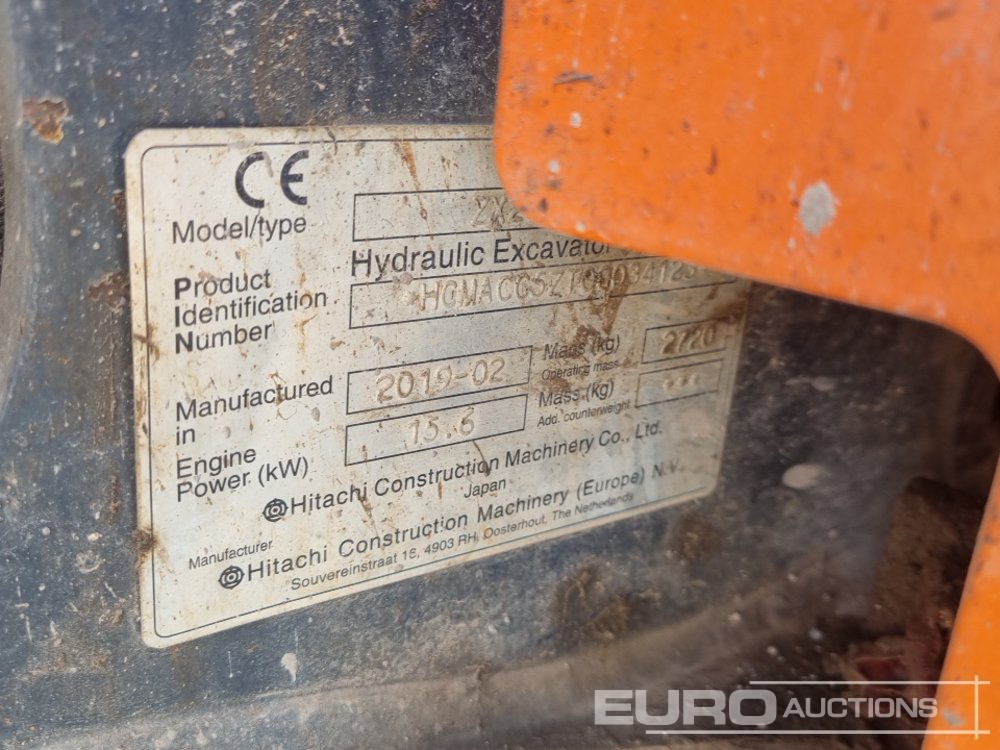 CE
Model/type
Hydraulic Excavator
Product
Identification
Number
Manufactured
in
2019-02
Mass (kg)
Operating mass
2720
Engine
Power (kW)
15.6
Mass (kg)
Add. counterweight
***
Hitachi Construction Machinery Co., Ltd.
Japan
Manufacturer
Hitachi Construction Machinery (Europe) N.V.
Souvereinstraat 16, 4903 RH, Oosterhout, The Netherlands
EURO AUCTIONS